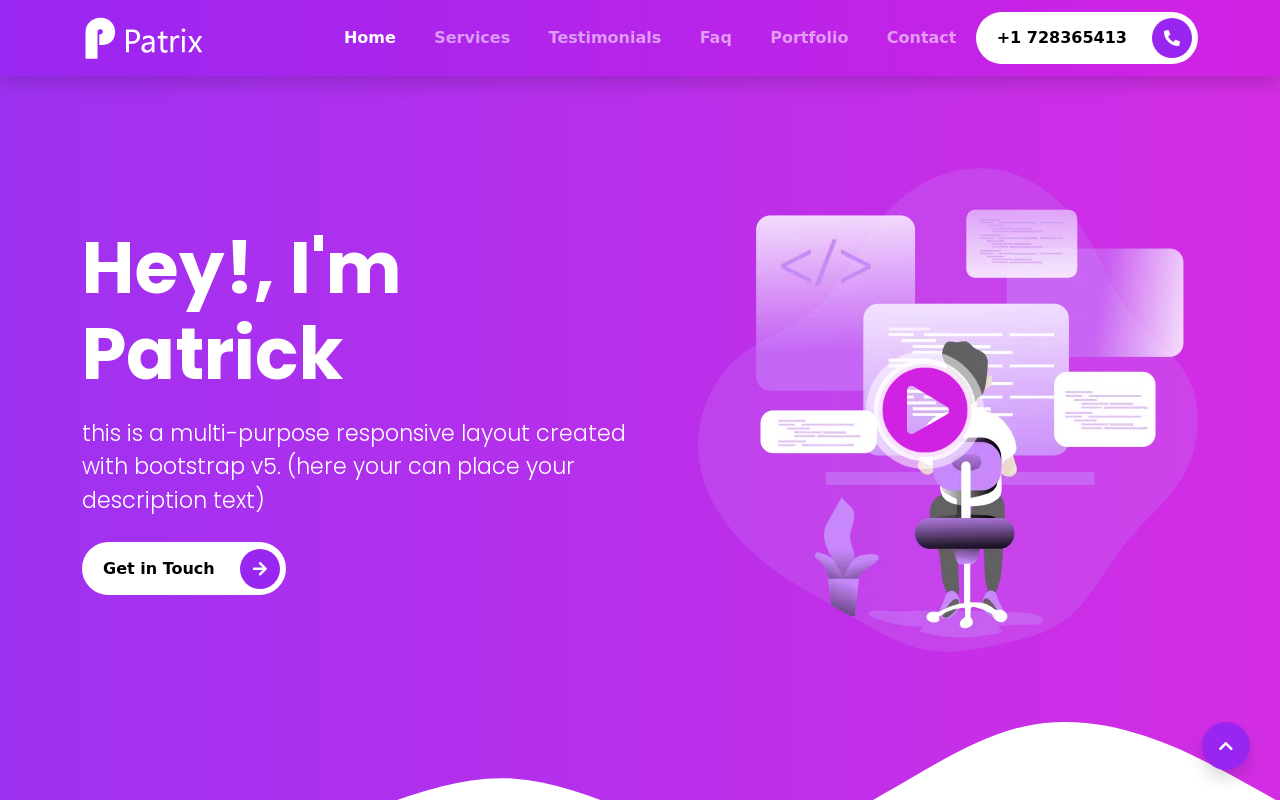 Patrix
Home Services Testimonials Faq Portfolio Contact +1 728365413
Hey!, I'm
Patrick
this is a multi-purpose responsive layout created
with bootstrap v5. (here your can place your
description text)
Get in Touch
</>